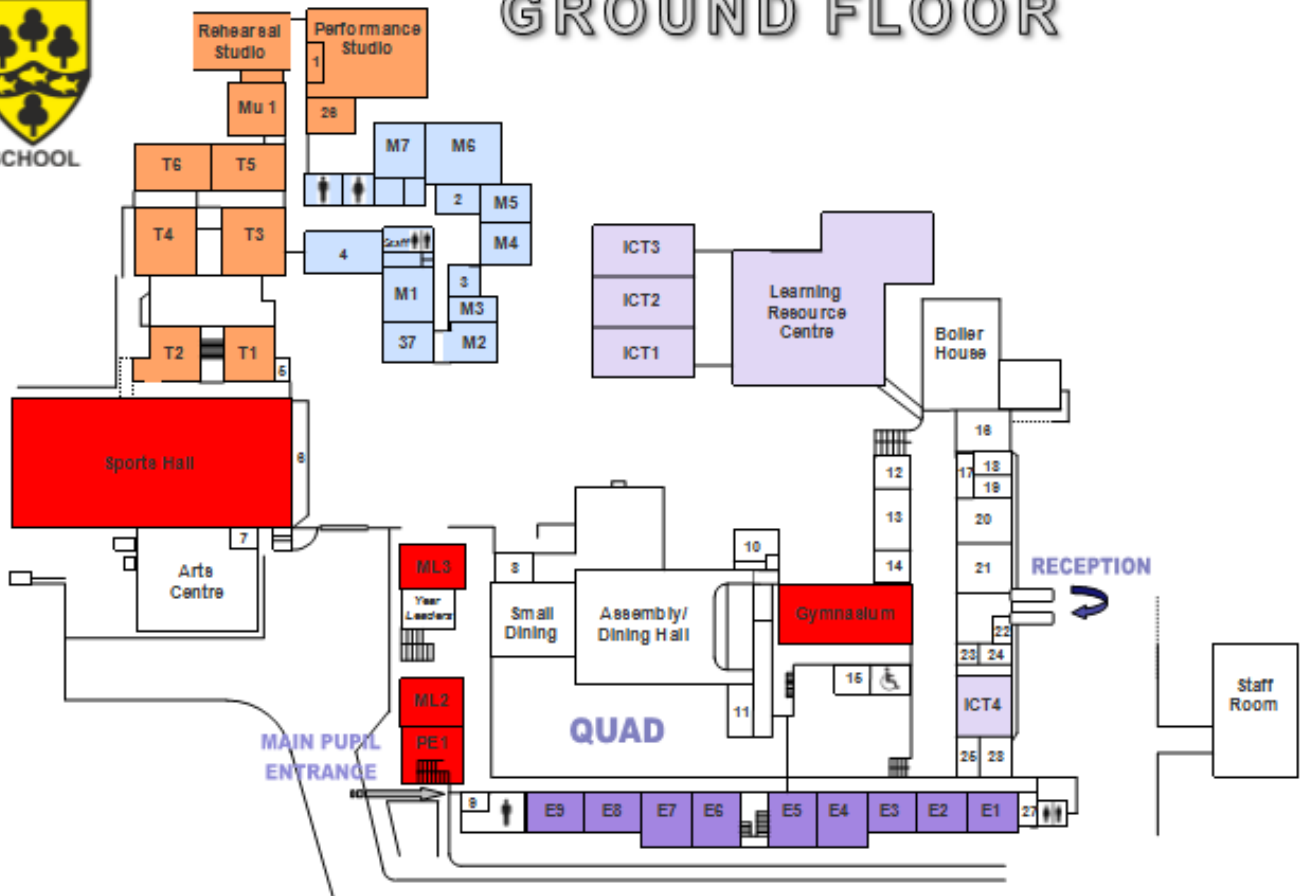 GROUND FLOOR
Rehearsal
Studio
Performance
Studio
1
Mu 1
26
SCHOOL
T6
T5
M7
M6
2
M5
T4
T3
4
Staff
M4
ICT3
M1
3
M3
ICT2
Learning
Resource
Centre
T2
T1
5
37
M2
ICT1
Boiler
House
16
Sports Hall
6
12
17
18
19
13
20
7
10
14
21
RECEPTION
Arts
Centre
ML3
8
Year
Leaders
Small
Dining
Assembly/
Dining Hall
Gymnasium
22
23
24
15
ML2
11
ICT4
Staff
Room
QUAD
MAIN PUPIL
ENTRANCE
PE1
25
28
9
E9
E8
E7
E6
E5
E4
E3
E2
E1
27